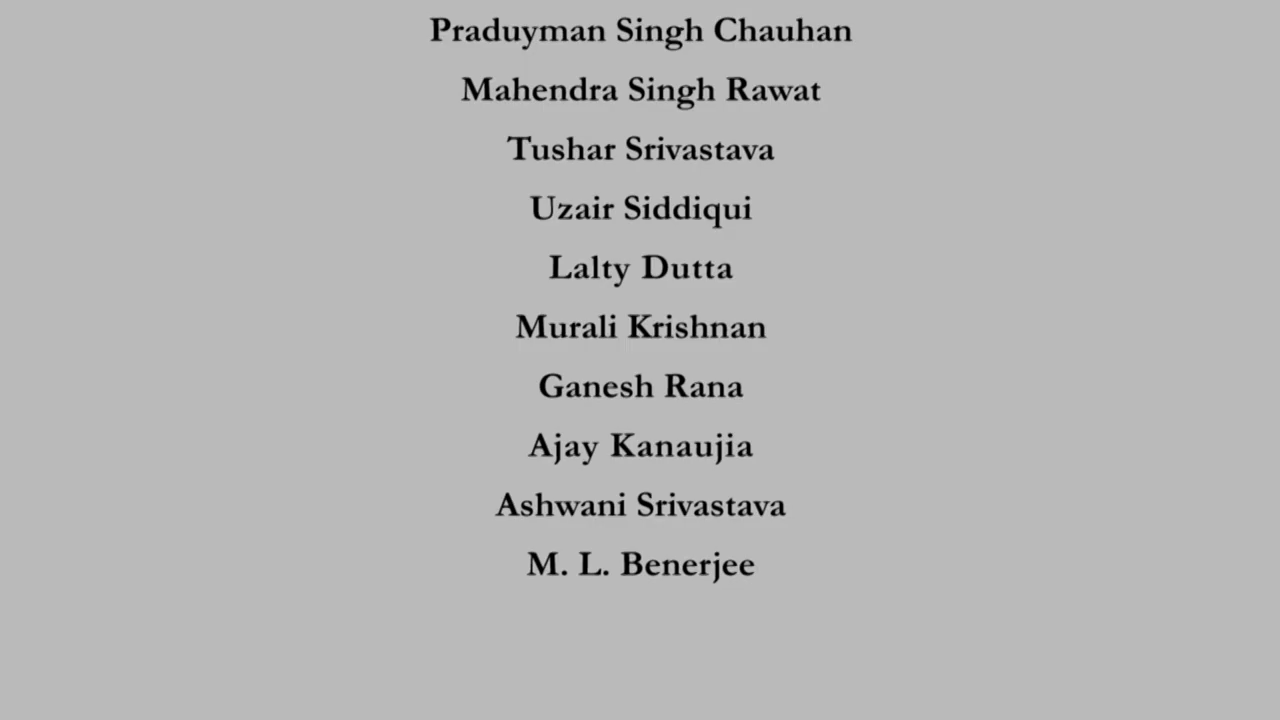 Praduyman Singh Chauhan
Mahendra Singh Rawat
Tushar Srivastava
Uzair Siddiqui
Lalty Dutta
Murali Krishnan
Ganesh Rana
Ajay Kanaujia
Ashwani Srivastava
M. L. Benerjee